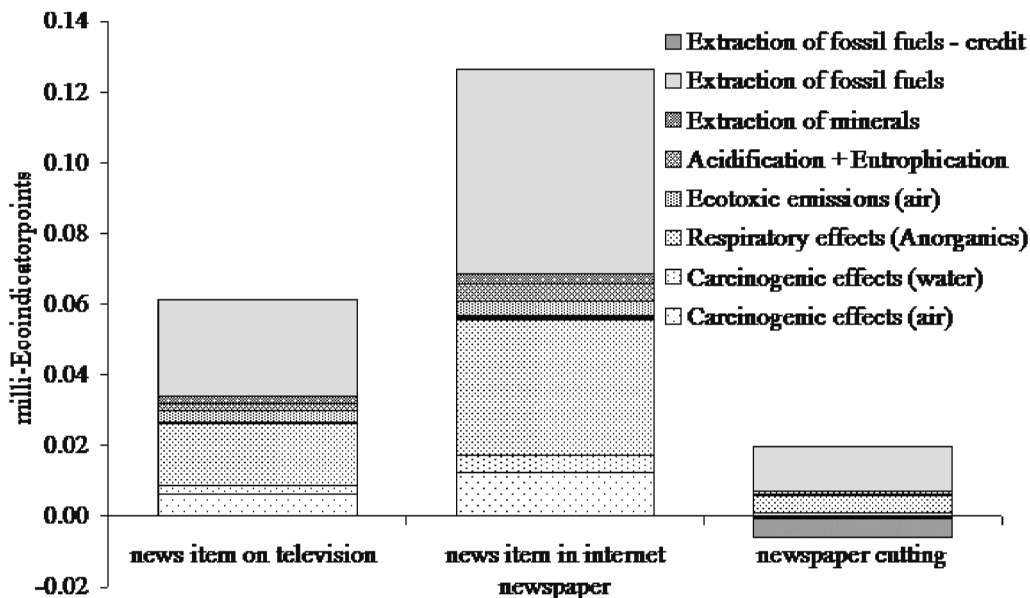 0.14
0.12
0.10
0.08
0.06
0.04
0.02
0.00
-0.02
milli-Ecoindicatorpoints
Extraction of fossil fuels - credit
Extraction of fossil fuels
Extraction of minerals
Acidification + Eutrophication
Ecotoxic emissions (air)
Respiratory effects (Anorganics)
Carcinogenic effects (water)
Carcinogenic effects (air)
news item on television
news item in internet
newspaper
newspaper cutting